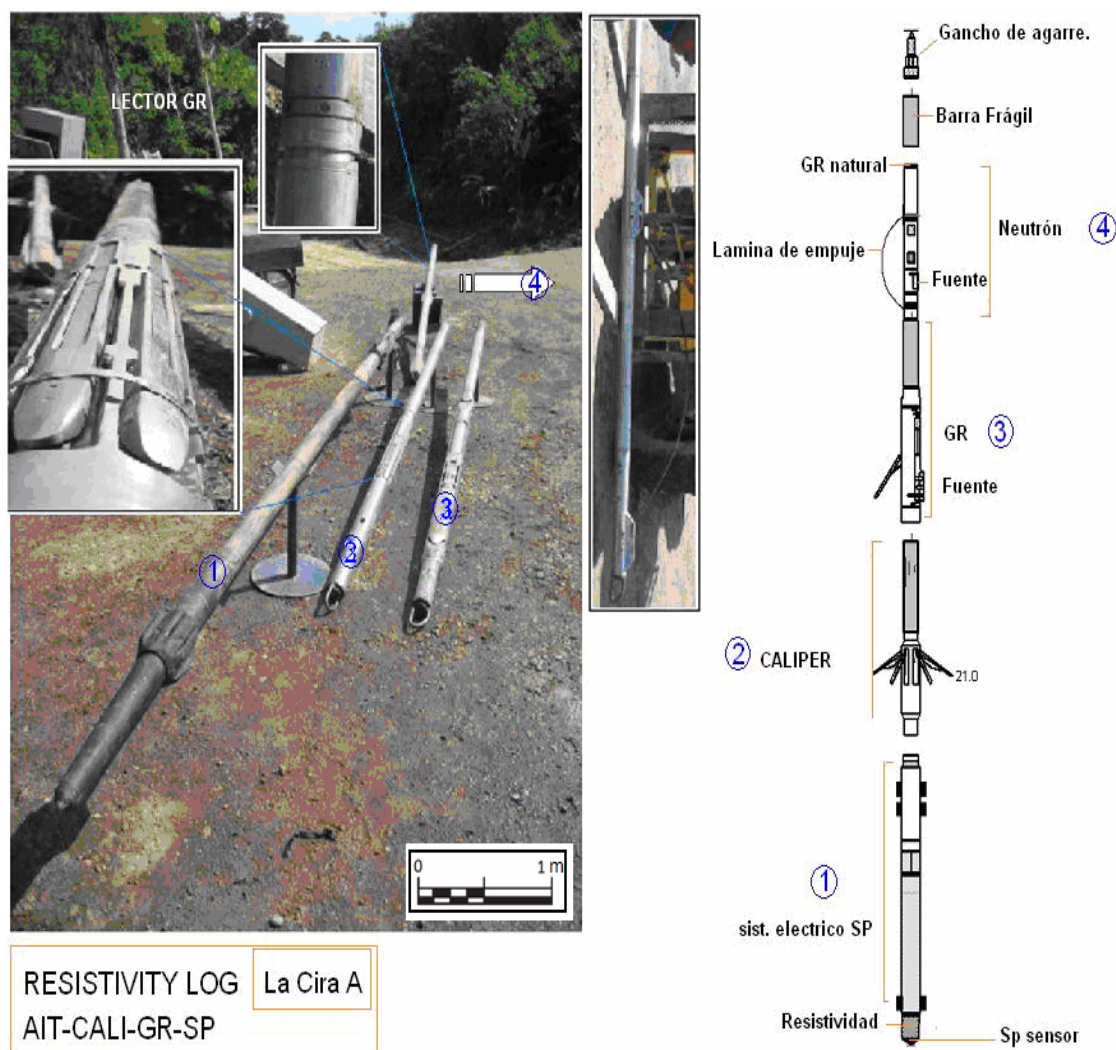 LECTOR GR
4
1
2
3
0 1 m
RESISTIVITY LOG
AIT-CALI-GR-SP
La Cira A
Gancho de agarre.
Barra Frágil
GR natural
Neutrón 4
Lamina de empuje
Fuente
GR 3
Fuente
2 CALIPER
21.0
1
sist. electrico SP
Resistividad
Sp sensor